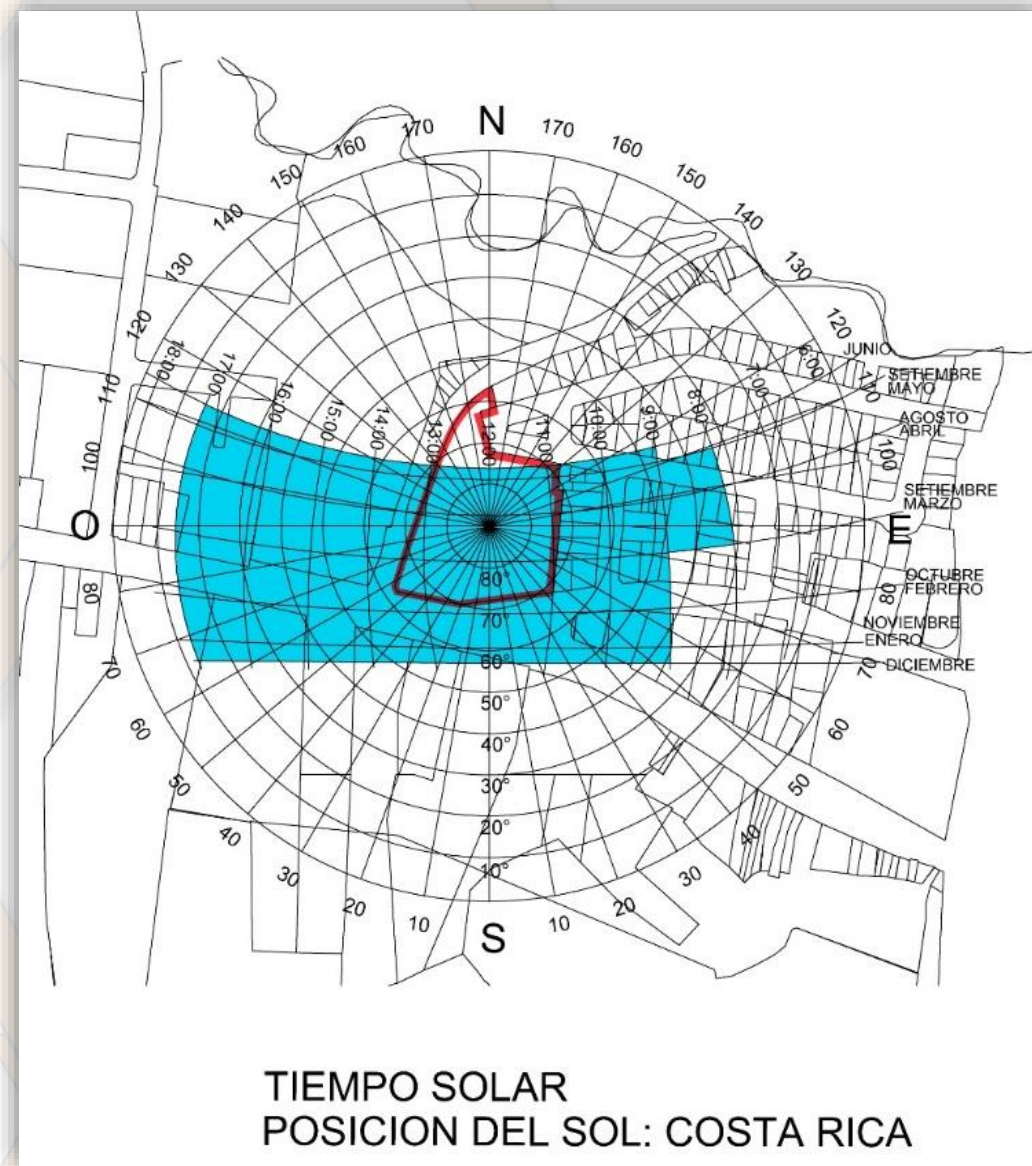 N
170
170
160
160
150
150
140
140
130
130
120
120
110
110
100
100
18:00
17:00
16:00
15:00
14:00
13:00
12:00
11:00
10:00
9:00
8:00
7:00
6:00
JUNIO
SETIEMBRE
MAYO
AGOSTO
ABRIL
SETIEMBRE
MARZO
O
E
OCTUBRE
FEBRERO
NOVIEMBRE
ENERO
DICIEMBRE
80
80
70
70
60
60
50
50
40
40
30
30
20
20
10
10
80°
70°
60°
50°
40°
30°
20°
10°
S
TIEMPO SOLAR
POSICION DEL SOL: COSTA RICA